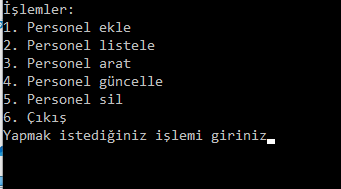 İşlemler:
1. Personel ekle
2. Personel listele
3. Personel arat
4. Personel güncelle
5. Personel sil
6. Çıkış
Yapmak istediğiniz işlemi giriniz